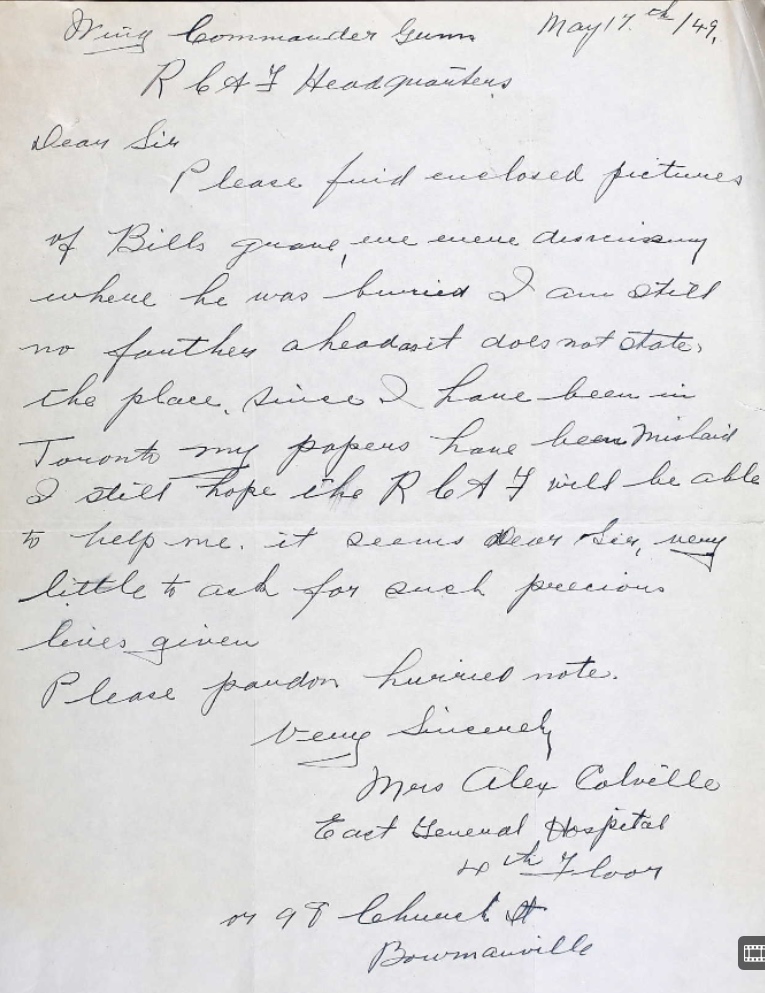 Wing Commander Gunn May 17.th/49.
R C A F Headquarters
Dear Sir
Please find enclosed pictures
of Bills grave, we were discussing
where he was buried I am still
no farther ahead as it does not state
the place. since I have been in
Toronto my papers have been mislaid
I still hope the R C A F will be able
to help me. it seems Dear Sir, very
little to ask for such precious
lives given
Please pardon hurried note.
Very Sincerely
Mrs Alex Colville
East General Hospital
4th Floor
or 98 Church St
Bowmanville